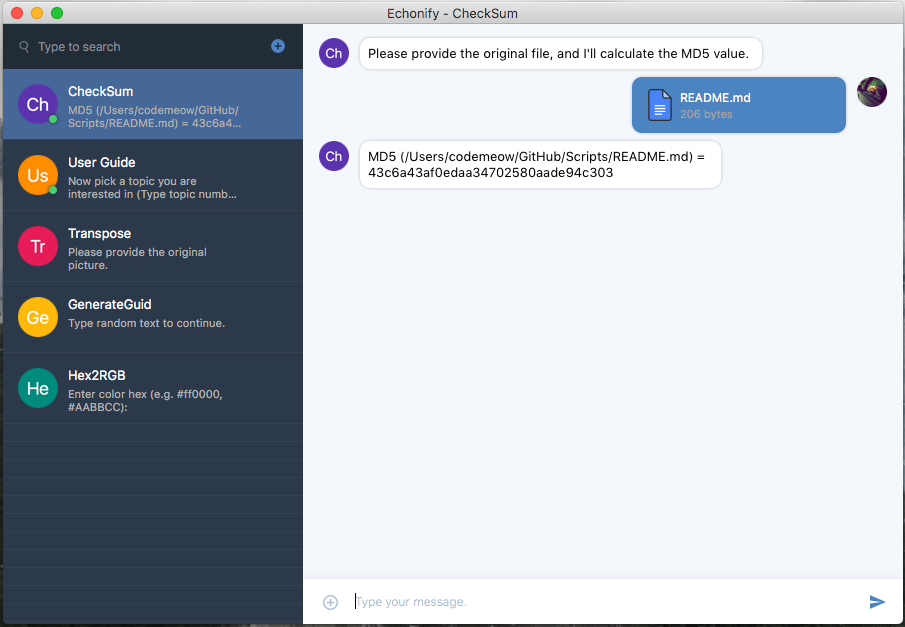 Echonify - CheckSum
Type to search
Ch
CheckSum
MD5 (/Users/codemeow/GitHub/
Scripts/README.md) = 43c6a4...
Us
User Guide
Now pick a topic you are
interested in (Type topic numb...
Tr
Transpose
Please provide the original
picture.
Ge
GenerateGuid
Type random text to continue.
He
Hex2RGB
Enter color hex (e.g. #ff0000,
#AABBCC):
Ch
Please provide the original file, and I'll calculate the MD5 value.
README.md
206 bytes
Ch
MD5 (/Users/codemeow/GitHub/Scripts/README.md) =
43c6a43af0edaa34702580aade94c303
Type your message.